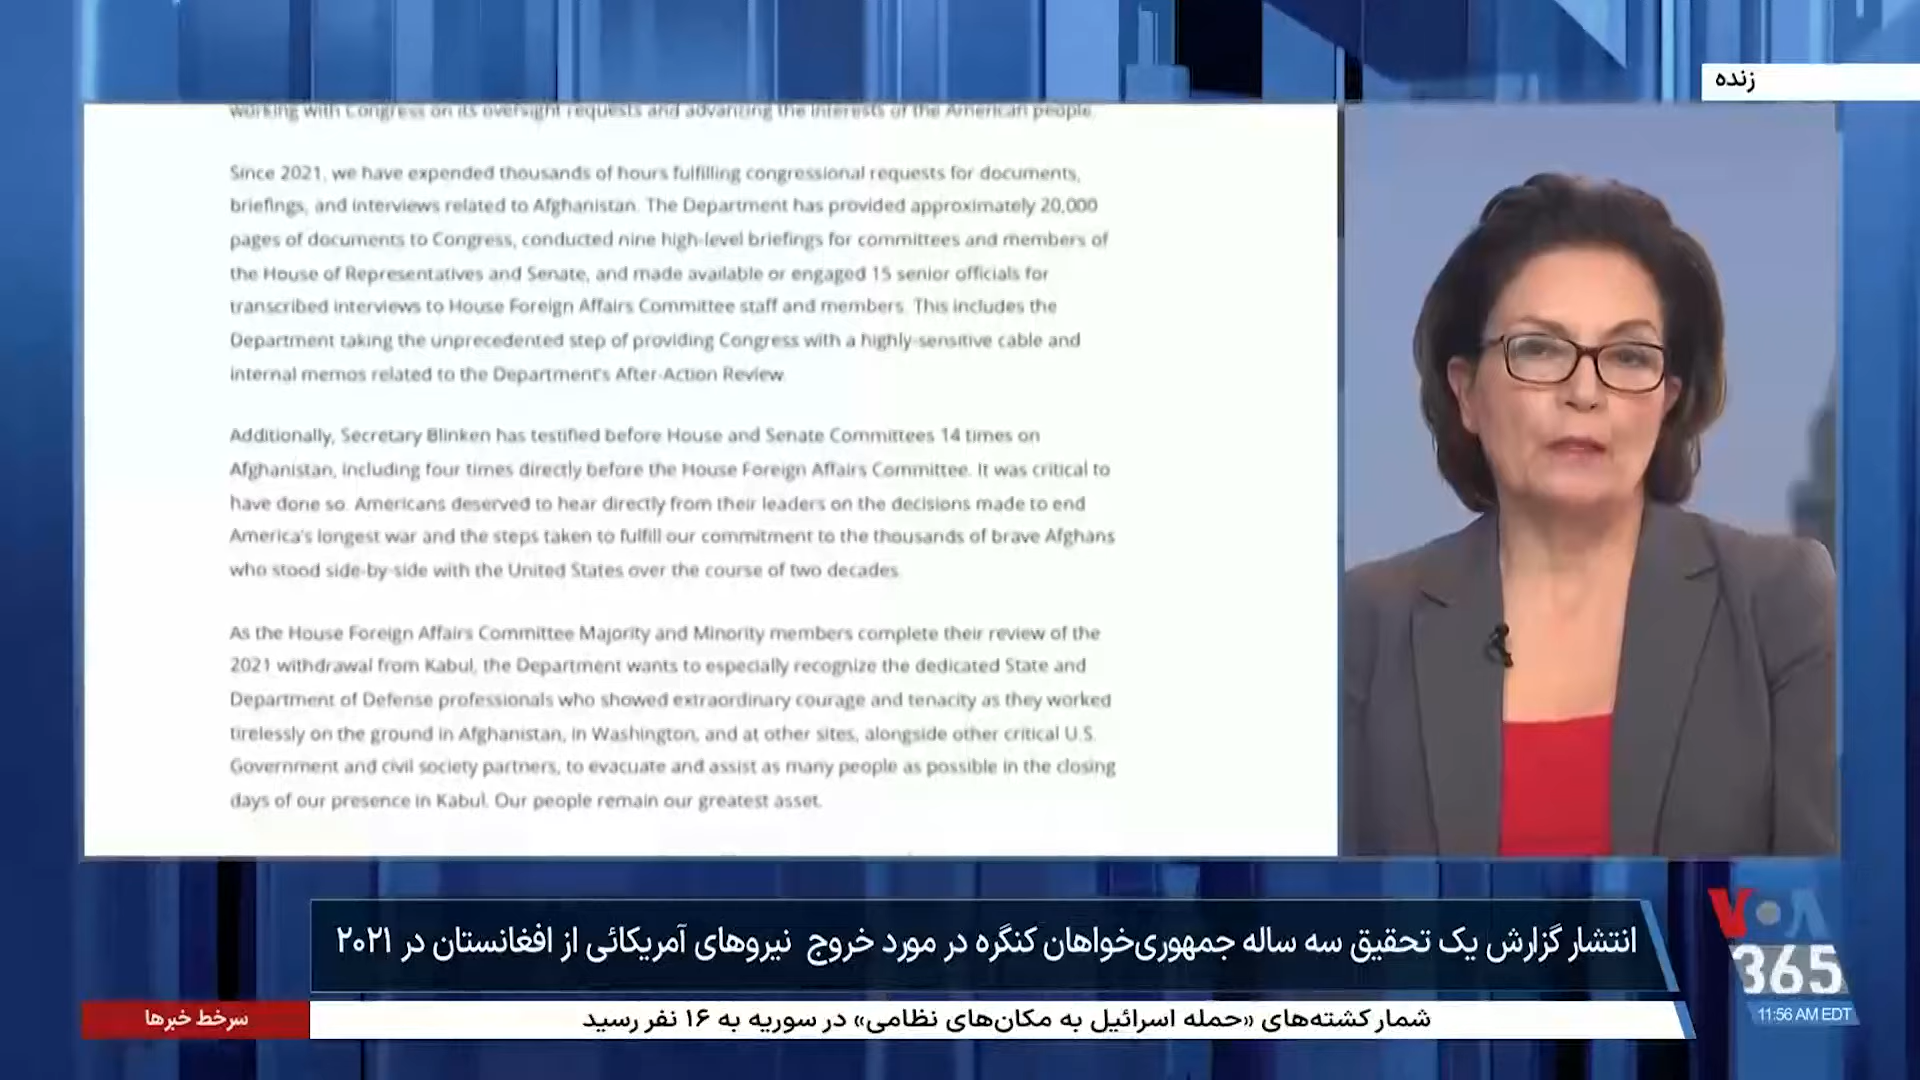 زنده
working with Congress on its oversight requests and advancing the interests of the American people.
Since 2021, we have expended thousands of hours fulfilling congressional requests for documents,
briefings, and interviews related to Afghanistan. The Department has provided approximately 20,000
pages of documents to Congress, conducted nine high-level briefings for committees and members of
the House of Representatives and Senate, and made available or engaged 15 senior officials for
transcribed interviews to House Foreign Affairs Committee staff and members. This includes the
Department taking the unprecedented step of providing Congress with a highly-sensitive cable and
internal memos related to the Department's After-Action Review.
Additionally, Secretary Blinken has testified before House and Senate Committees 14 times on
Afghanistan, including four times directly before the House Foreign Affairs Committee. It was critical to
have done so. Americans deserved to hear directly from their leaders on the decisions made to end
America's longest war and the steps taken to fulfill our commitment to the thousands of brave Afghans
who stood side-by-side with the United States over the course of two decades.
As the House Foreign Affairs Committee Majority and Minority members complete their review of the
2021 withdrawal from Kabul, the Department wants to especially recognize the dedicated State and
Department of Defense professionals who showed extraordinary courage and tenacity as they worked
tirelessly on the ground in Afghanistan, in Washington, and at other sites, alongside other critical U.S.
Government and civil society partners, to evacuate and assist as many people as possible in the closing
days of our presence in Kabul. Our people remain our greatest asset.
انتشار گزارش یک تحقیق سه ساله جمهوری‌خواهان کنگره در مورد خروج نیروهای آمریکائی از افغانستان در ۲۰۲۱
VOA
365
11:56 AM EDT
سرخط خبرها
شمار کشته‌های «حمله اسرائیل به مکان‌های نظامی» در سوریه به ۱۶ نفر رسید